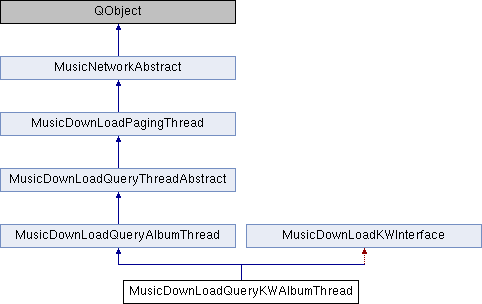 QObject
MusicNetworkAbstract
MusicDownLoadPagingThread
MusicDownLoadQueryThreadAbstract
MusicDownLoadQueryAlbumThread
MusicDownLoadKWInterface
MusicDownLoadQueryKWAlbumThread